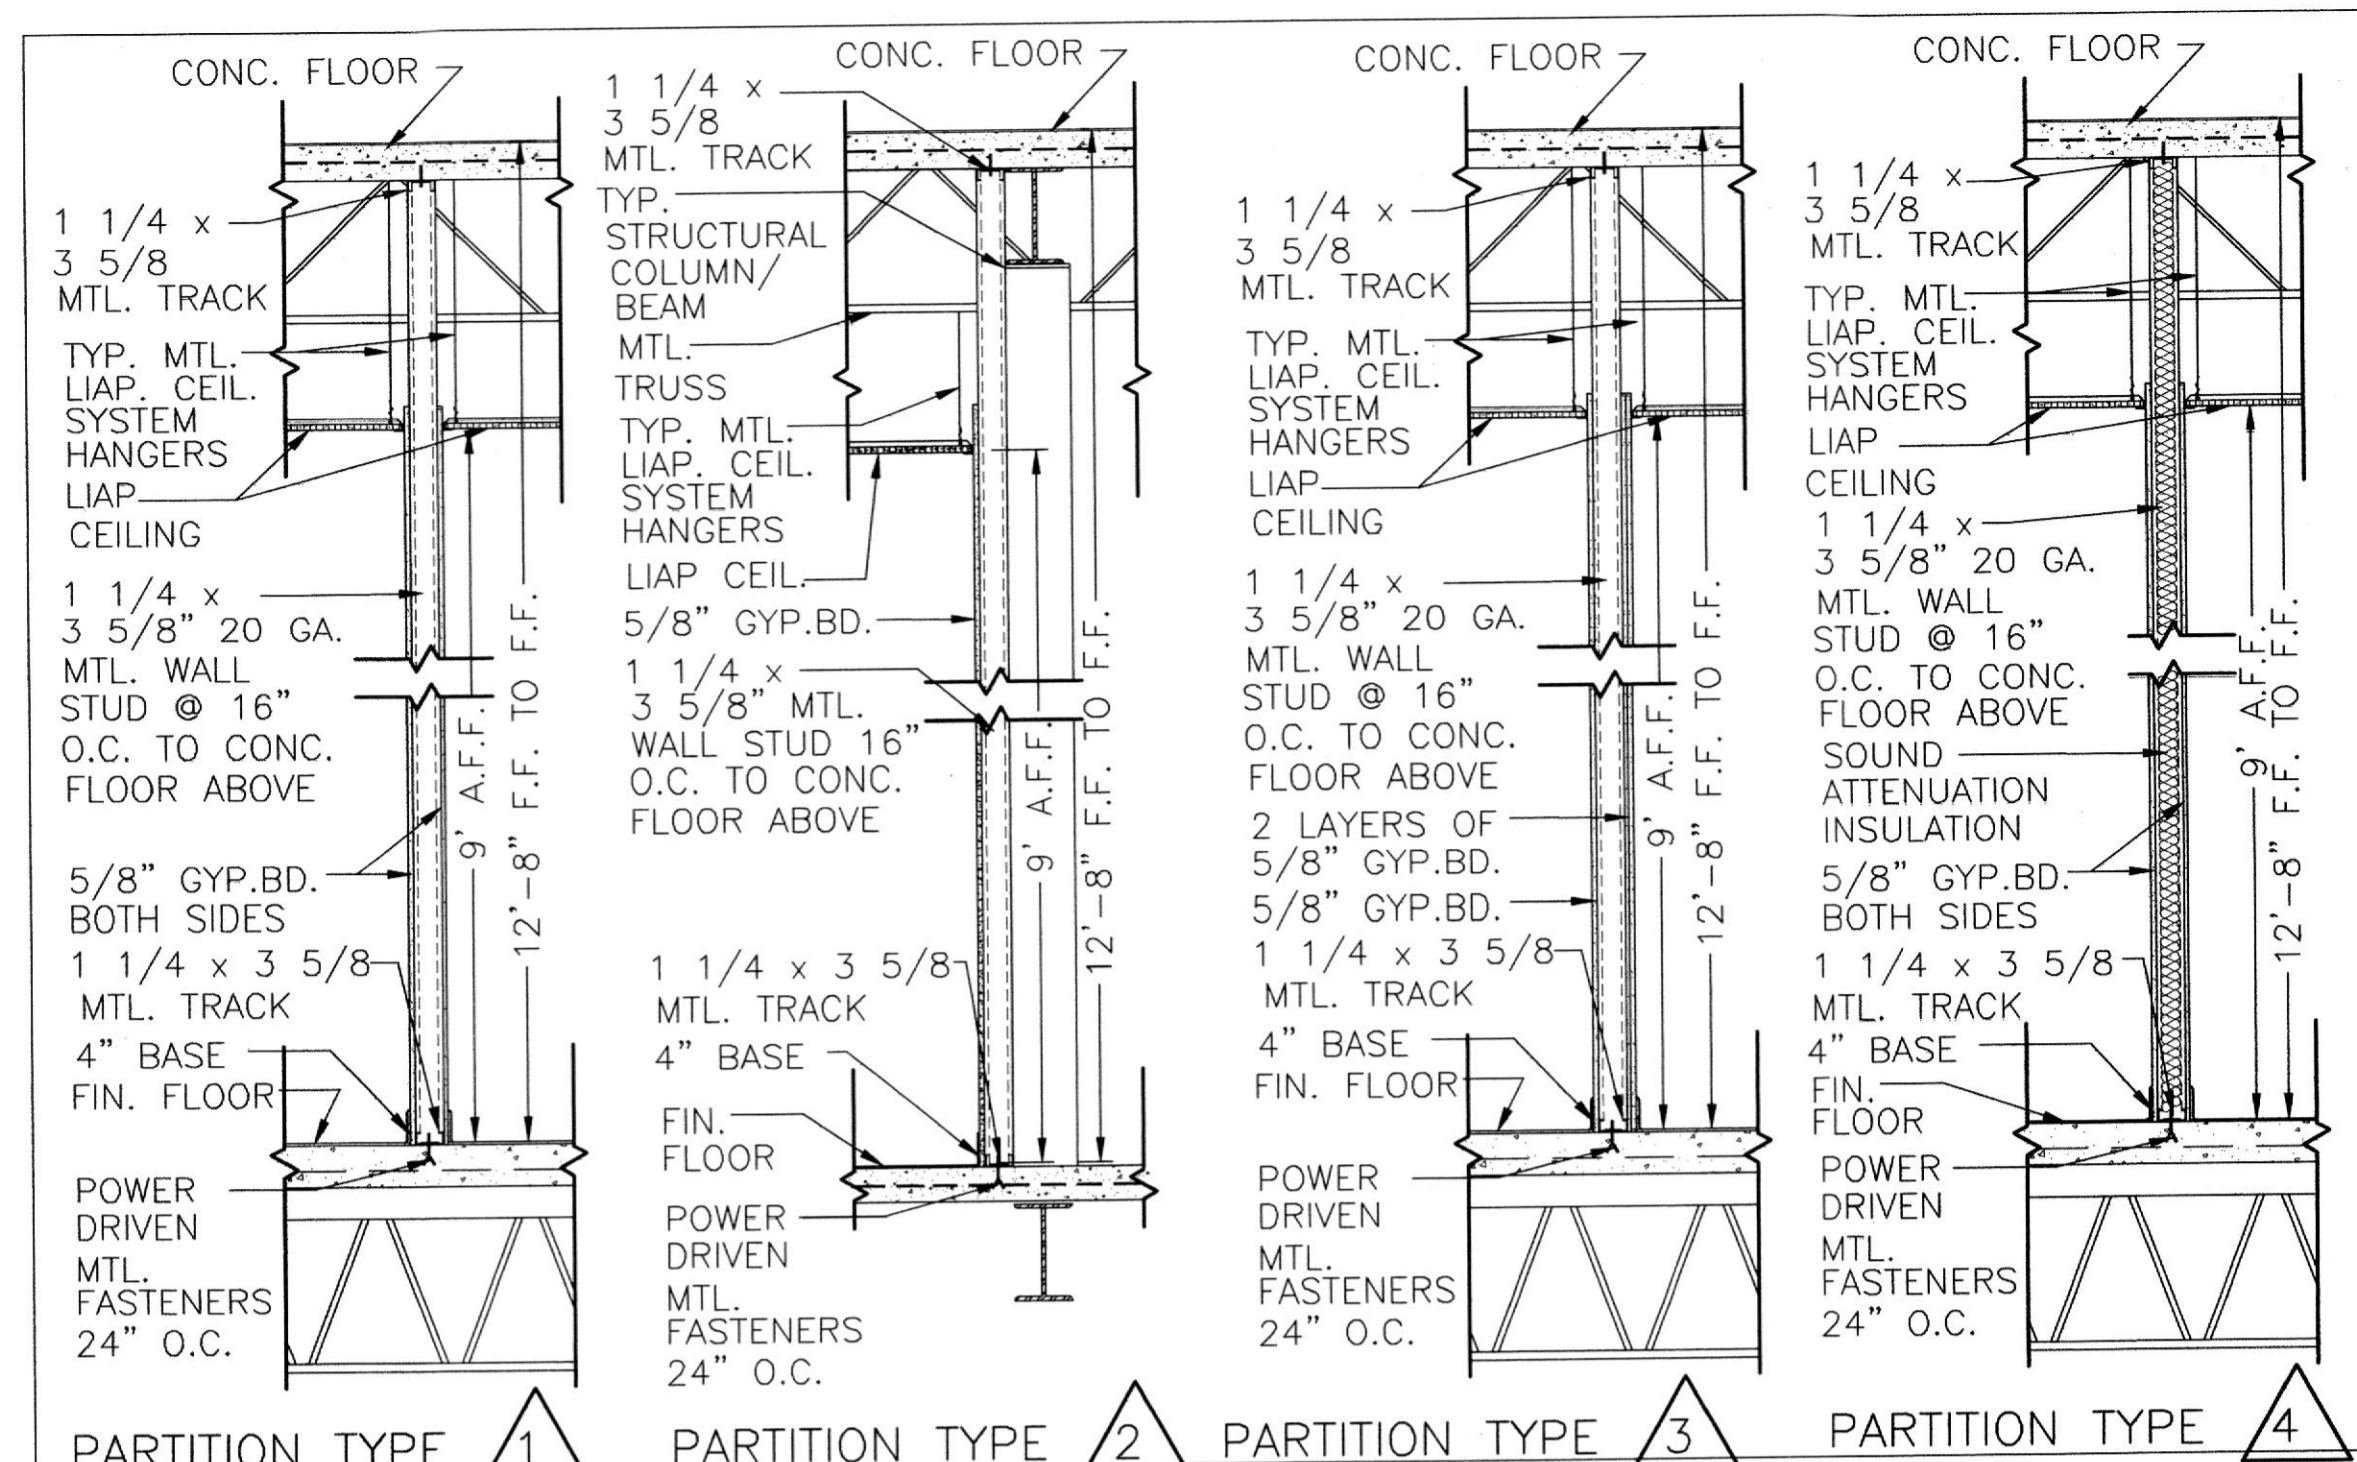 CONC. FLOOR
1 1/4 x
3 5/8
MTL. TRACK
TYP. MTL.
LIAP. CEIL.
SYSTEM
HANGERS
LIAP
CEILING
1 1/4 x
3 5/8" 20 GA.
MTL. WALL
STUD @ 16"
O.C. TO CONC.
FLOOR ABOVE
5/8" GYP.BD.
BOTH SIDES
1 1/4 x 3 5/8
MTL. TRACK
4" BASE
FIN. FLOOR
POWER
DRIVEN
MTL.
FASTENERS
24" O.C.
9' A.F.F.
12'-8" F.F. TO F.F.
PARTITION TYPE 1
CONC. FLOOR
1 1/4 x
3 5/8
MTL. TRACK
TYP.
STRUCTURAL
COLUMN/
BEAM
MTL.
TRUSS
TYP. MTL.
LIAP. CEIL.
SYSTEM
HANGERS
LIAP CEIL.
5/8" GYP.BD.
1 1/4 x
3 5/8" MTL.
WALL STUD 16"
O.C. TO CONC.
FLOOR ABOVE
1 1/4 x 3 5/8
MTL. TRACK
4" BASE
FIN.
FLOOR
POWER
DRIVEN
MTL.
FASTENERS
24" O.C.
9' A.F.F.
12'-8" F.F. TO F.F.
PARTITION TYPE 2
CONC. FLOOR
1 1/4 x
3 5/8
MTL. TRACK
TYP. MTL.
LIAP. CEIL.
SYSTEM
HANGERS
LIAP
CEILING
1 1/4 x
3 5/8" 20 GA.
MTL. WALL
STUD @ 16"
O.C. TO CONC.
FLOOR ABOVE
2 LAYERS OF
5/8" GYP.BD.
5/8" GYP.BD.
1 1/4 x 3 5/8
MTL. TRACK
4" BASE
FIN. FLOOR
POWER
DRIVEN
MTL.
FASTENERS
24" O.C.
9' A.F.F.
12'-8" F.F. TO F.F.
PARTITION TYPE 3
CONC. FLOOR
1 1/4 x
3 5/8
MTL. TRACK
TYP. MTL.
LIAP. CEIL.
SYSTEM
HANGERS
LIAP
CEILING
1 1/4 x
3 5/8" 20 GA.
MTL. WALL
STUD @ 16"
O.C. TO CONC.
FLOOR ABOVE
SOUND
ATTENUATION
INSULATION
5/8" GYP.BD.
BOTH SIDES
1 1/4 x 3 5/8
MTL. TRACK
4" BASE
FIN.
FLOOR
POWER
DRIVEN
MTL.
FASTENERS
24" O.C.
9' A.F.F.
12'-8" F.F. TO F.F.
PARTITION TYPE 4